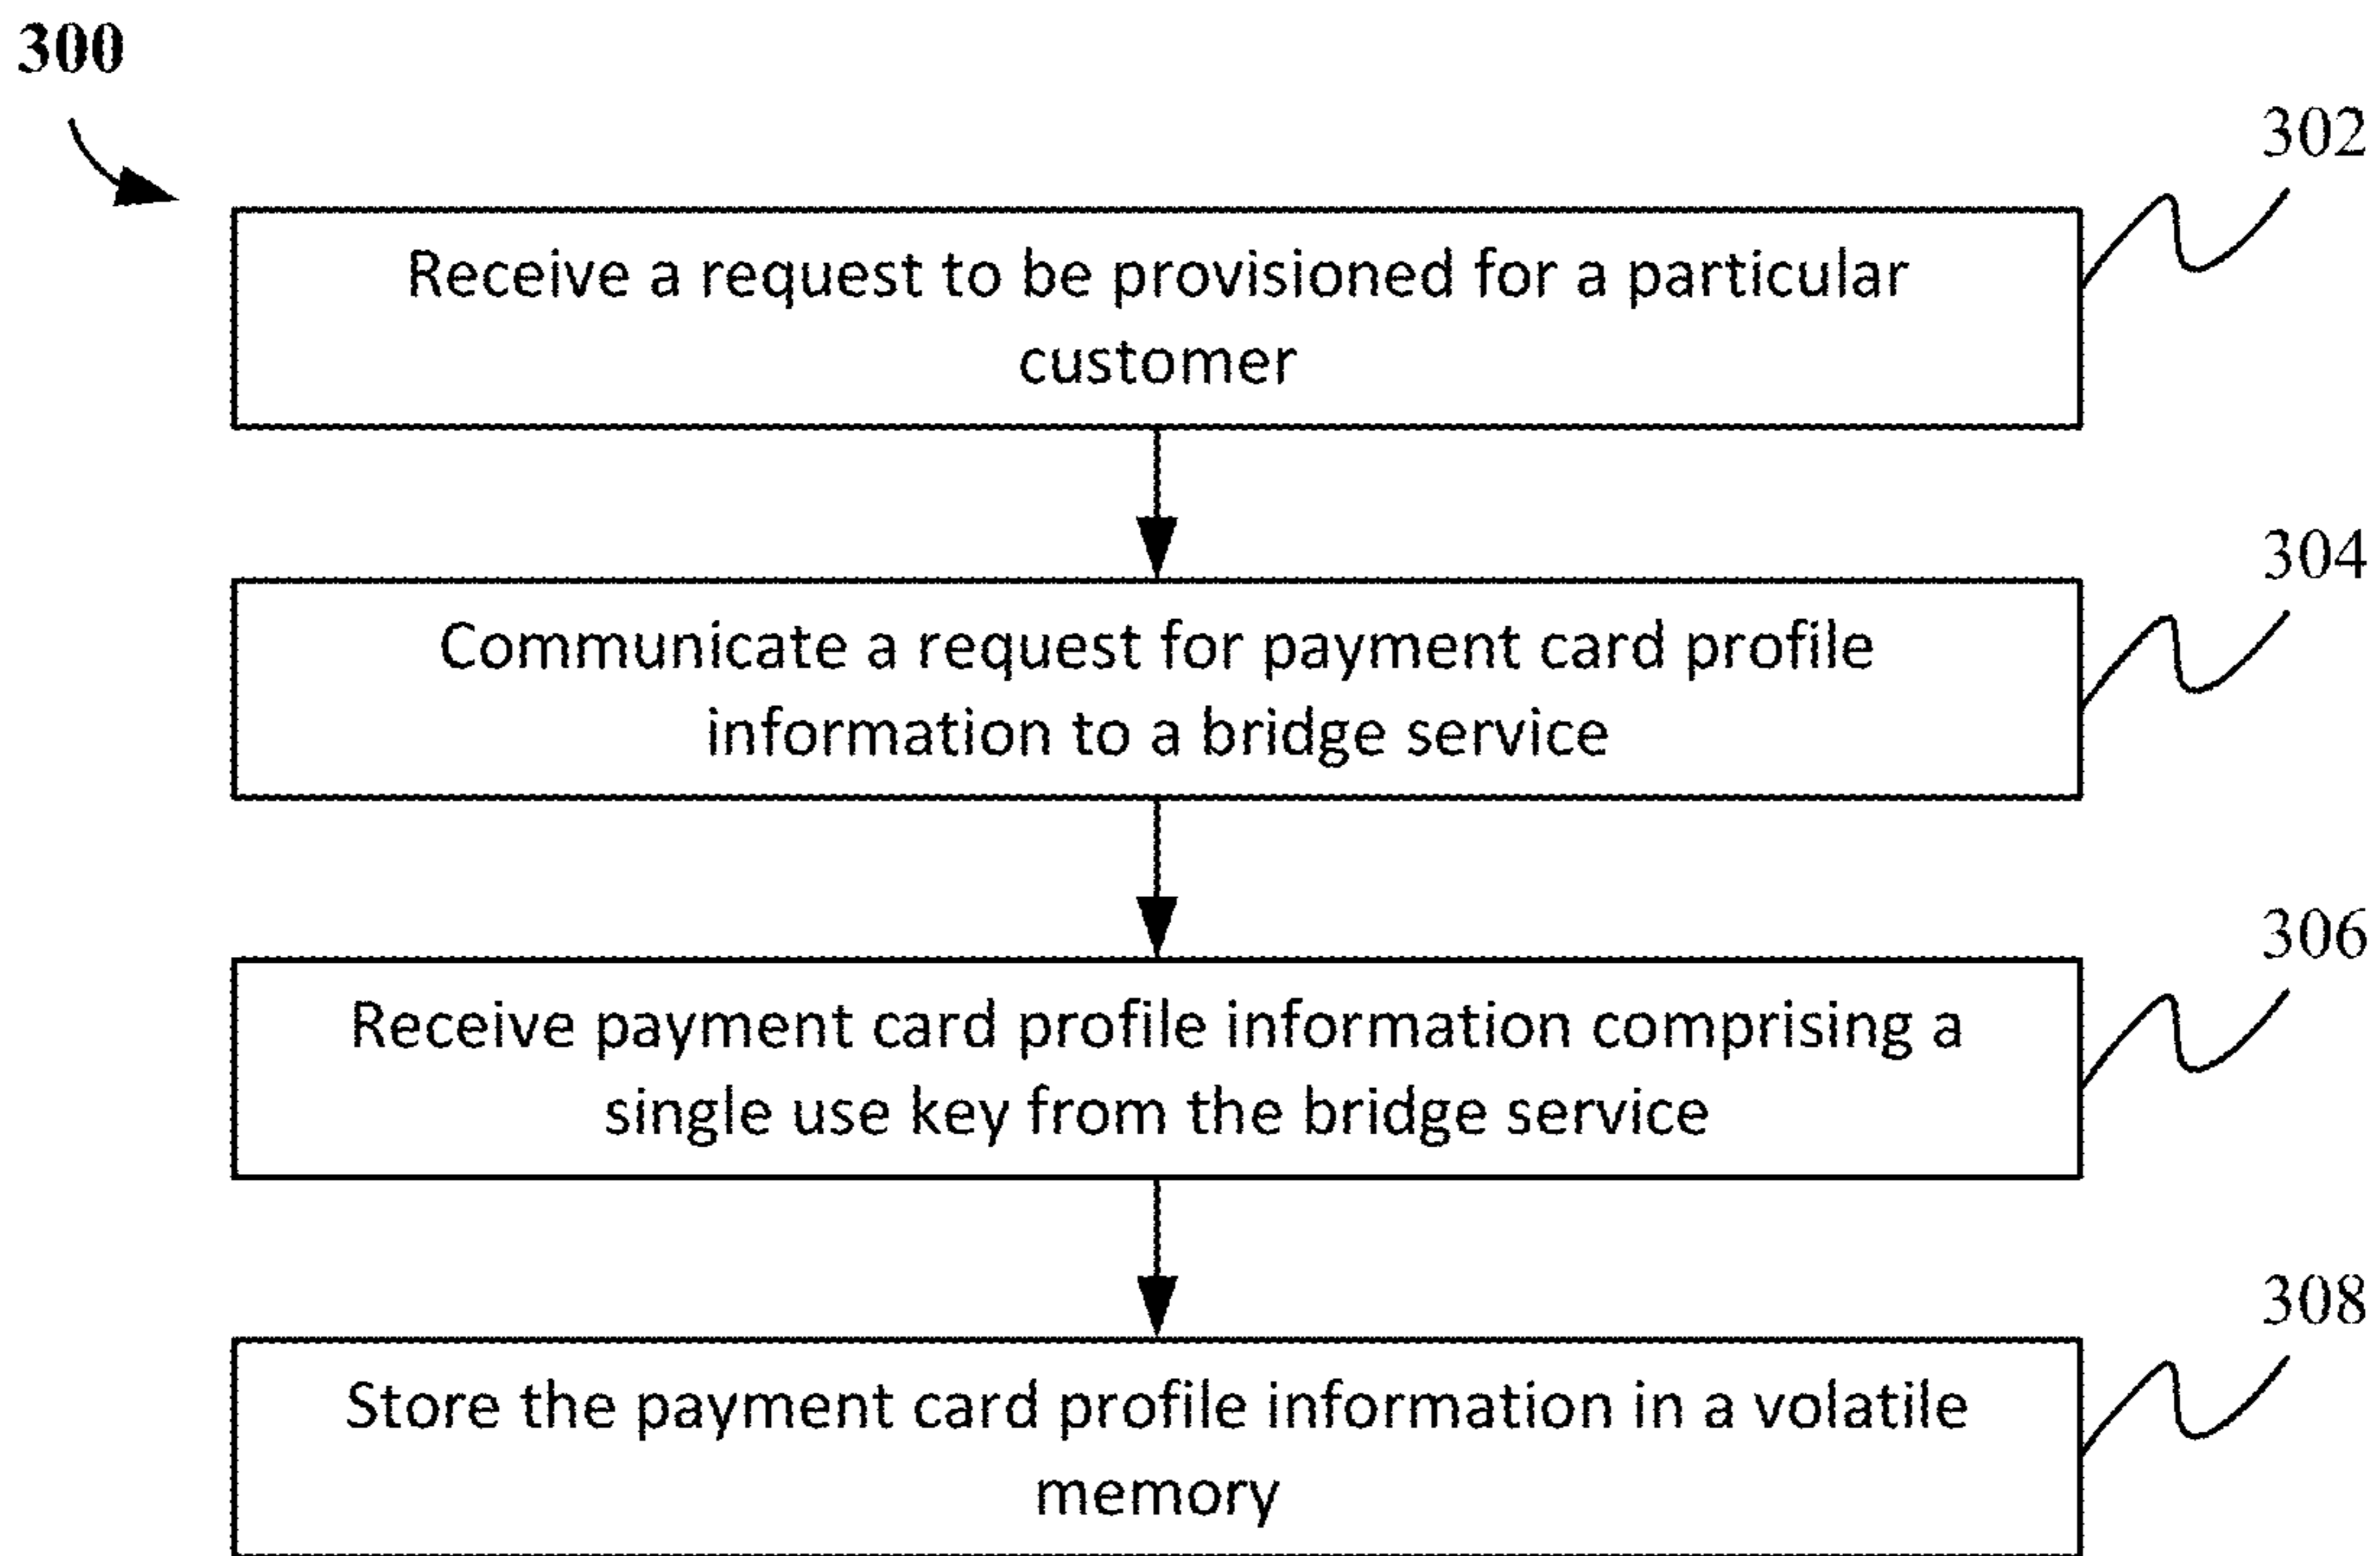 300
302
Receive a request to be provisioned for a particular
customer
304
Communicate a request for payment card profile
information to a bridge service
306
Receive payment card profile information comprising a
single use key from the bridge service
308
Store the payment card profile information in a volatile
memory